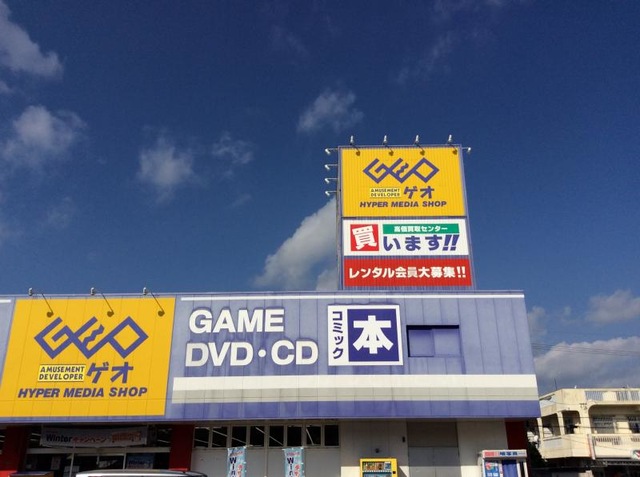 GEO
AMUSEMENT
DEVELOPER
ゲオ
HYPER MEDIA SHOP
高価買取センター
買います!!
レンタル会員大募集!!
GEO
AMUSEMENT
DEVELOPER
ゲオ
HYPER MEDIA SHOP
GAME
DVD・CD
コミック
本
Winter